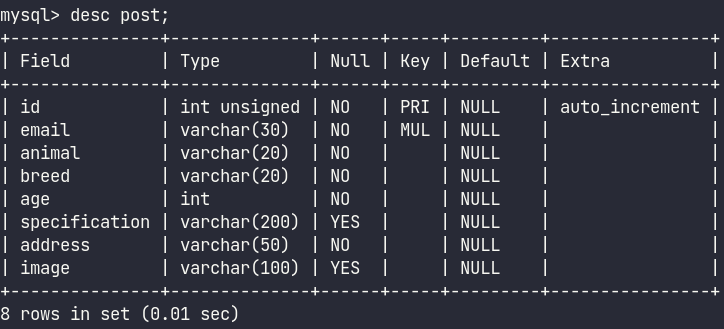 mysql> desc post;
+---------------+--------------+------+-----+---------+----------------+
| Field         | Type         | Null | Key | Default | Extra          |
+---------------+--------------+------+-----+---------+----------------+
| id            | int unsigned | NO   | PRI | NULL    | auto_increment |
| email         | varchar(30)  | NO   | MUL | NULL    |                |
| animal        | varchar(20)  | NO   |     | NULL    |                |
| breed         | varchar(20)  | NO   |     | NULL    |                |
| age           | int          | NO   |     | NULL    |                |
| specification | varchar(200) | YES  |     | NULL    |                |
| address       | varchar(50)  | NO   |     | NULL    |                |
| image         | varchar(100) | YES  |     | NULL    |                |
+---------------+--------------+------+-----+---------+----------------+
8 rows in set (0.01 sec)